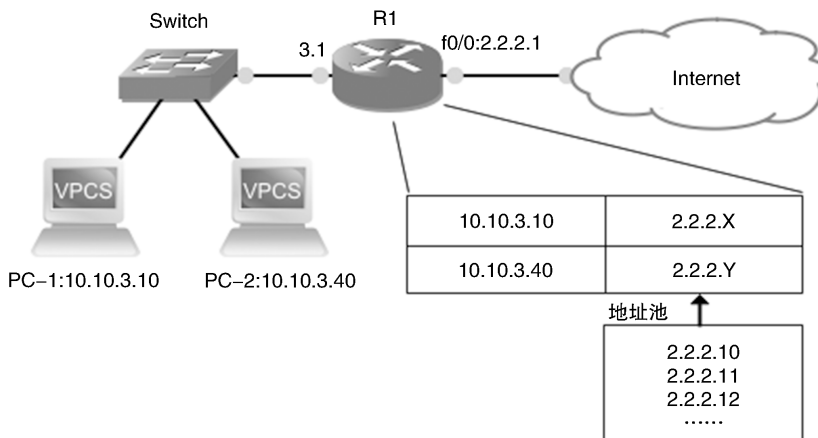 Switch
R1
3.1
f0/0:2.2.2.1
Internet
VPCS
VPCS
PC–1:10.10.3.10
PC–2:10.10.3.40
10.10.3.10
2.2.2.X
10.10.3.40
2.2.2.Y
地址池
2.2.2.10
2.2.2.11
2.2.2.12
……